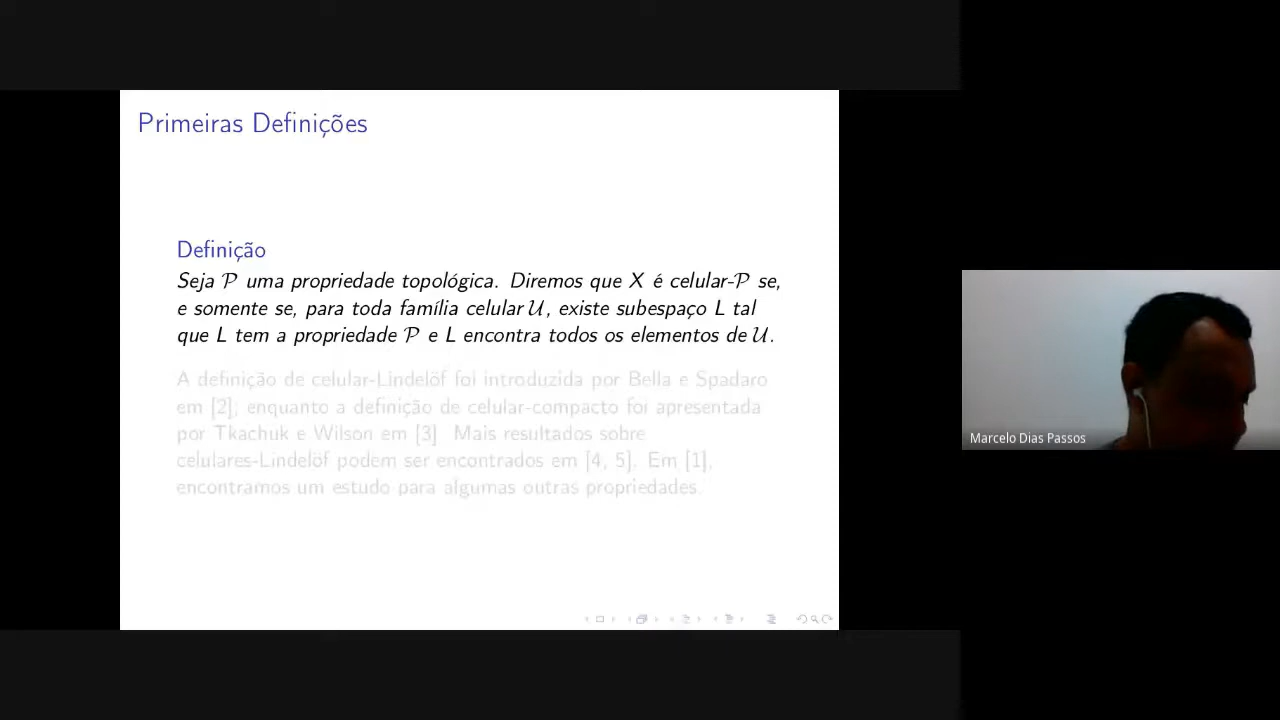 Primeiras Definições
Definição
Seja 𝒫 uma propriedade topológica. Diremos que X é celular-𝒫 se,
e somente se, para toda família celular 𝒰, existe subespaço L tal
que L tem a propriedade 𝒫 e L encontra todos os elementos de 𝒰.
A definição de celular-Lindelöf foi introduzida por Bella e Spadaro
em [2], enquanto a definição de celular-compacto foi apresentada
por Tkachuk e Wilson em [3]. Mais resultados sobre
celulares-Lindelöf podem ser encontrados em [4, 5]. Em [1],
encontramos um estudo para algumas outras propriedades.
Marcelo Dias Passos